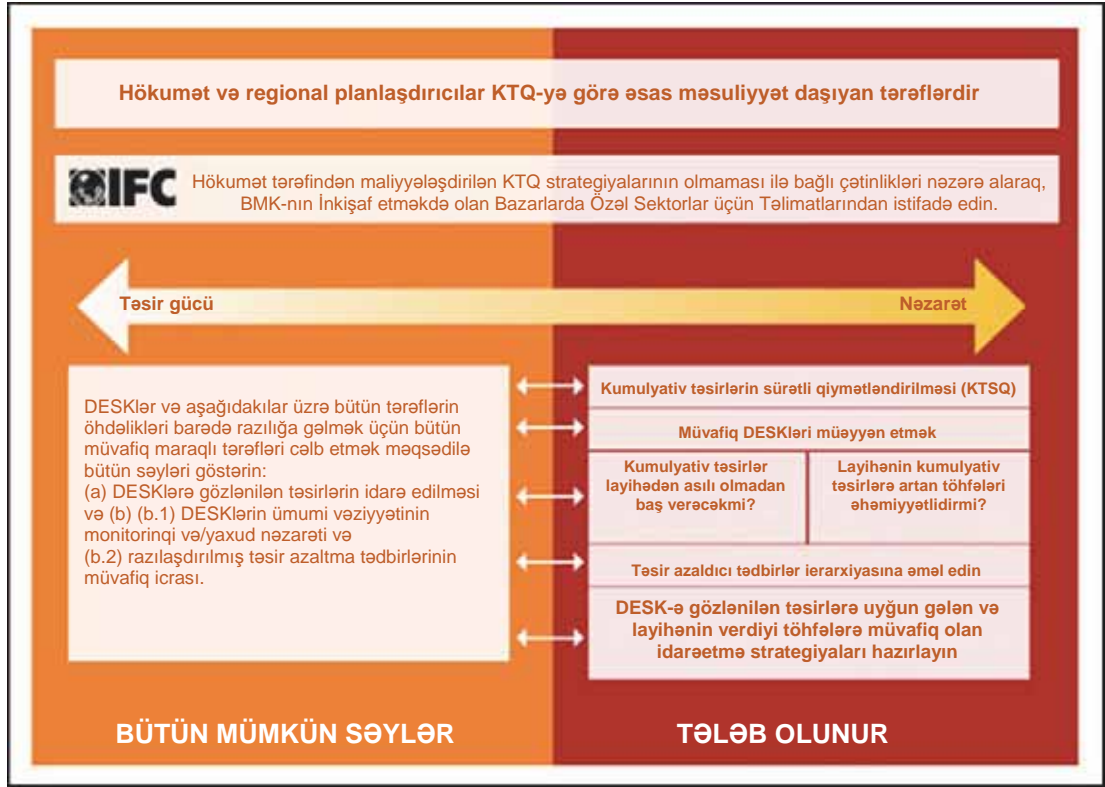 Hökumət və regional planlaşdırıcılar KTQ-yə görə əsas məsuliyyət daşıyan tərəflərdir
IFC
Hökumət tərəfindən maliyyələşdirilən KTQ strategiyalarının olmaması ilə bağlı çətinlikləri nəzərə alaraq,
BMK-nın İnkişaf etməkdə olan Bazarlarda Özəl Sektorlar üçün Təlimatlarından istifadə edin.
Təsir gücü
Nəzarət
DESKlər və aşağıdakılar üzrə bütün tərəflərin
öhdəlikləri barədə razılığa gəlmək üçün bütün
müvafiq maraqlı tərəfləri cəlb etmək məqsədilə
bütün səyləri göstərin:
(a) DESKlərə gözlənilən təsirlərin idarə edilməsi
və (b) (b.1) DESKlərin ümumi vəziyyətinin
monitorinqi və/yaxud nəzarəti və
(b.2) razılaşdırılmış təsir azaltma tədbirlərinin
müvafiq icrası.
Kumulyativ təsirlərin sürətli qiymətləndirilməsi (KTSQ)
Müvafiq DESKləri müəyyən etmək
Kumulyativ təsirlər
layihədən asılı olmadan
baş verəcəkmi?
Layihənin kumulyativ
təsirlərə artan töhfələri
əhəmiyyətlidirmi?
Təsir azaldıcı tədbirlər ierarxiyasına əməl edin
DESK-ə gözlənilən təsirlərə uyğun gələn və
layihənin verdiyi töhfələrə müvafiq olan
idarəetmə strategiyaları hazırlayın
BÜTÜN MÜMKÜN SƏYLƏR
TƏLƏB OLUNUR